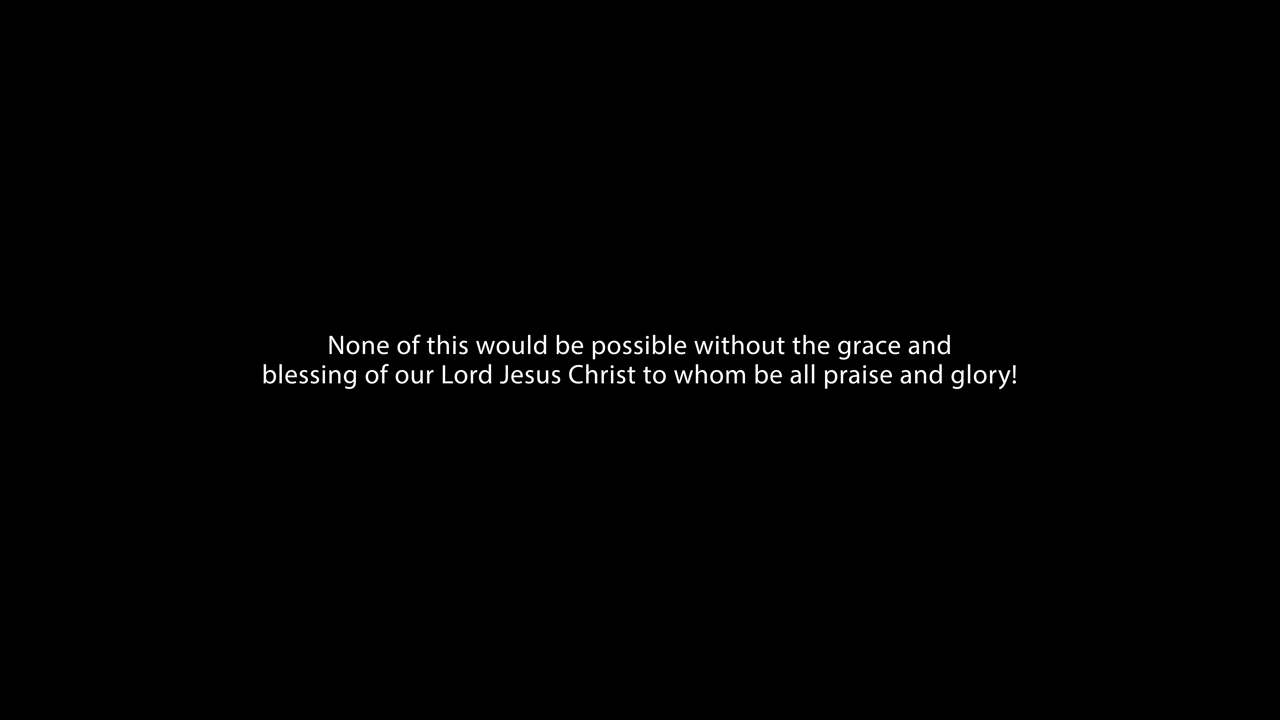 None of this would be possible without the grace and
blessing of our Lord Jesus Christ to whom be all praise and glory!